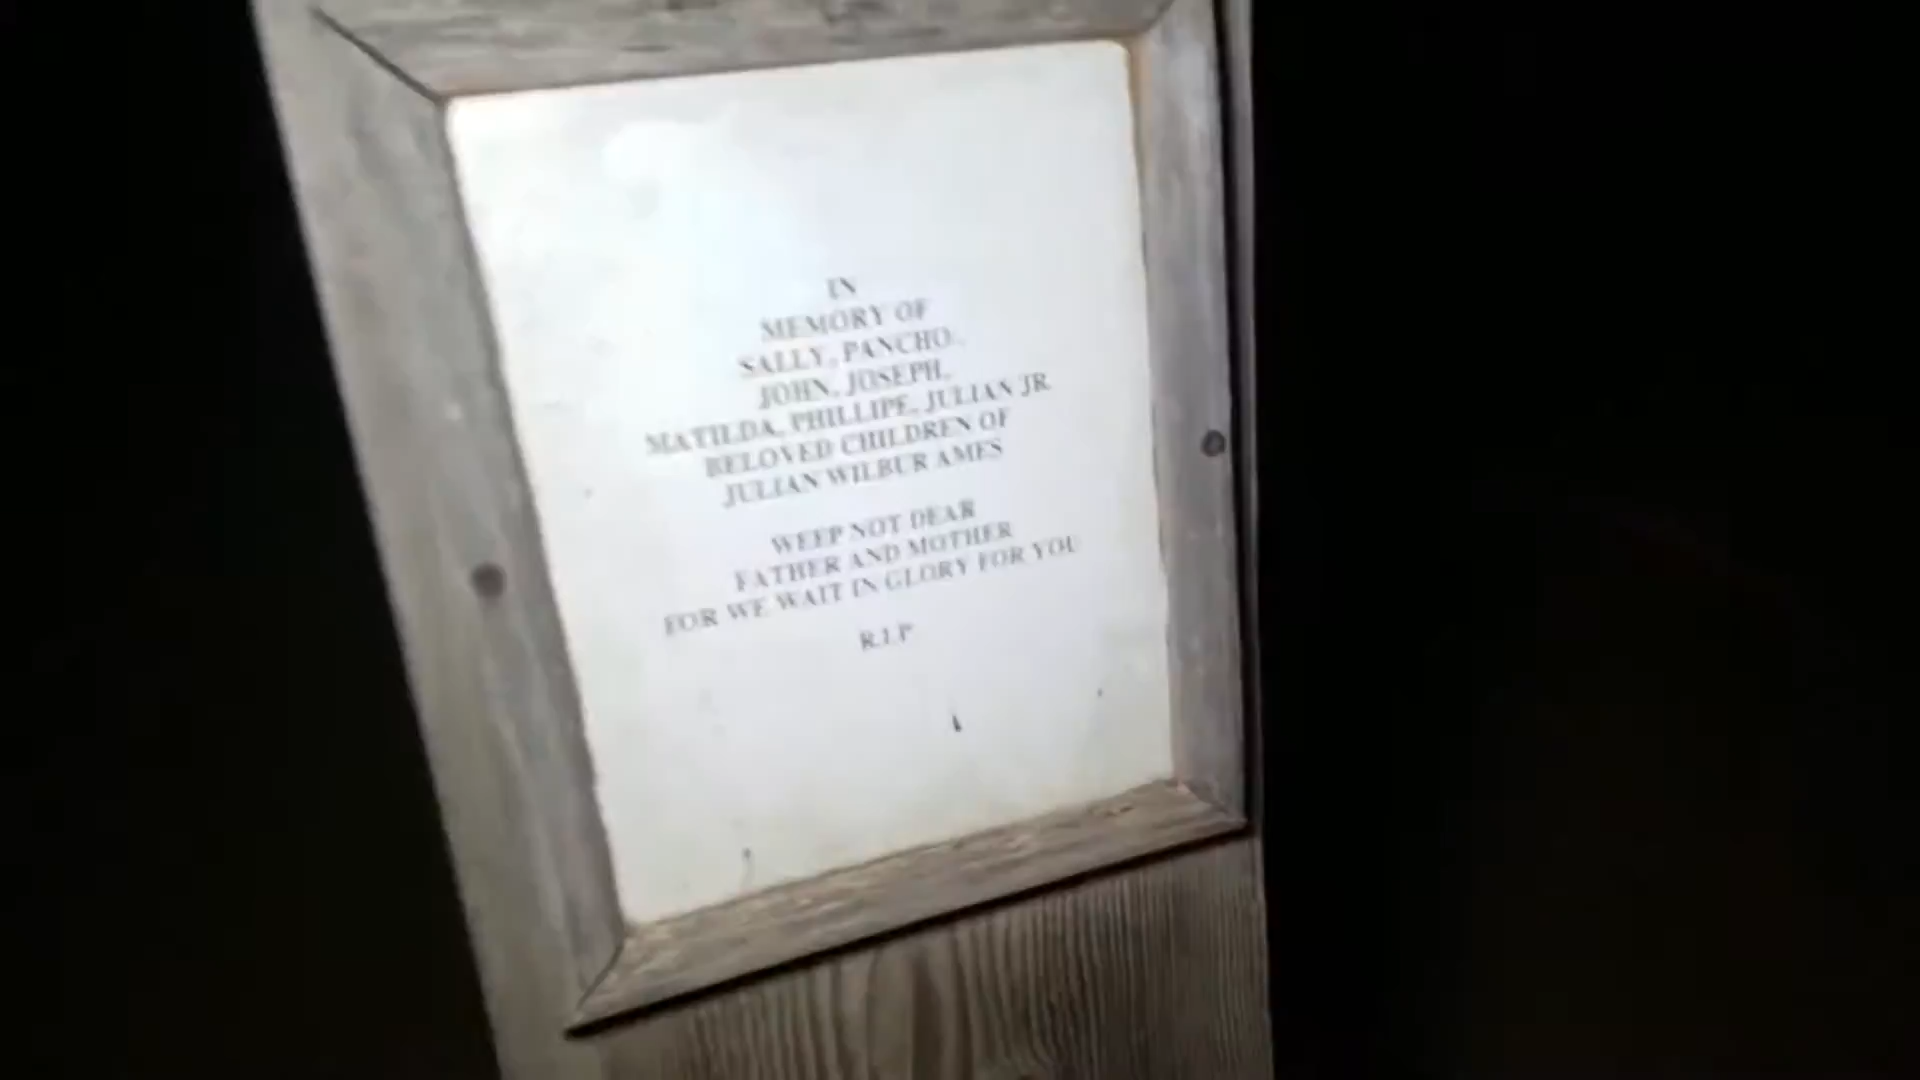 IN
MEMORY OF
SALLY, PANCHO,
JOHN, JOSEPH,
MATILDA, PHILLIPE, JULIAN JR
BELOVED CHILDREN OF
JULIAN WILBUR AMES
WEEP NOT DEAR
FATHER AND MOTHER
FOR WE WAIT IN GLORY FOR YOU
R.I.P